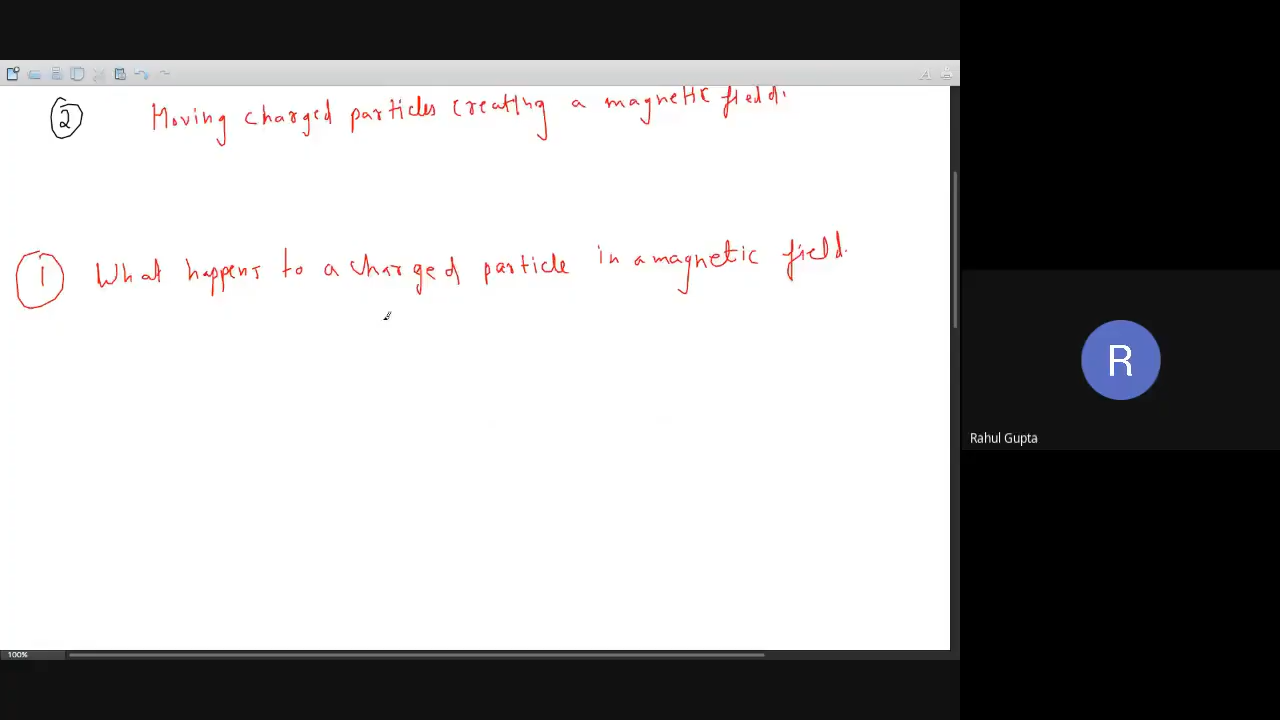 ② Moving charged particles creating a magnetic field.
① What happens to a charged particle in a magnetic field.
R
Rahul Gupta
100%